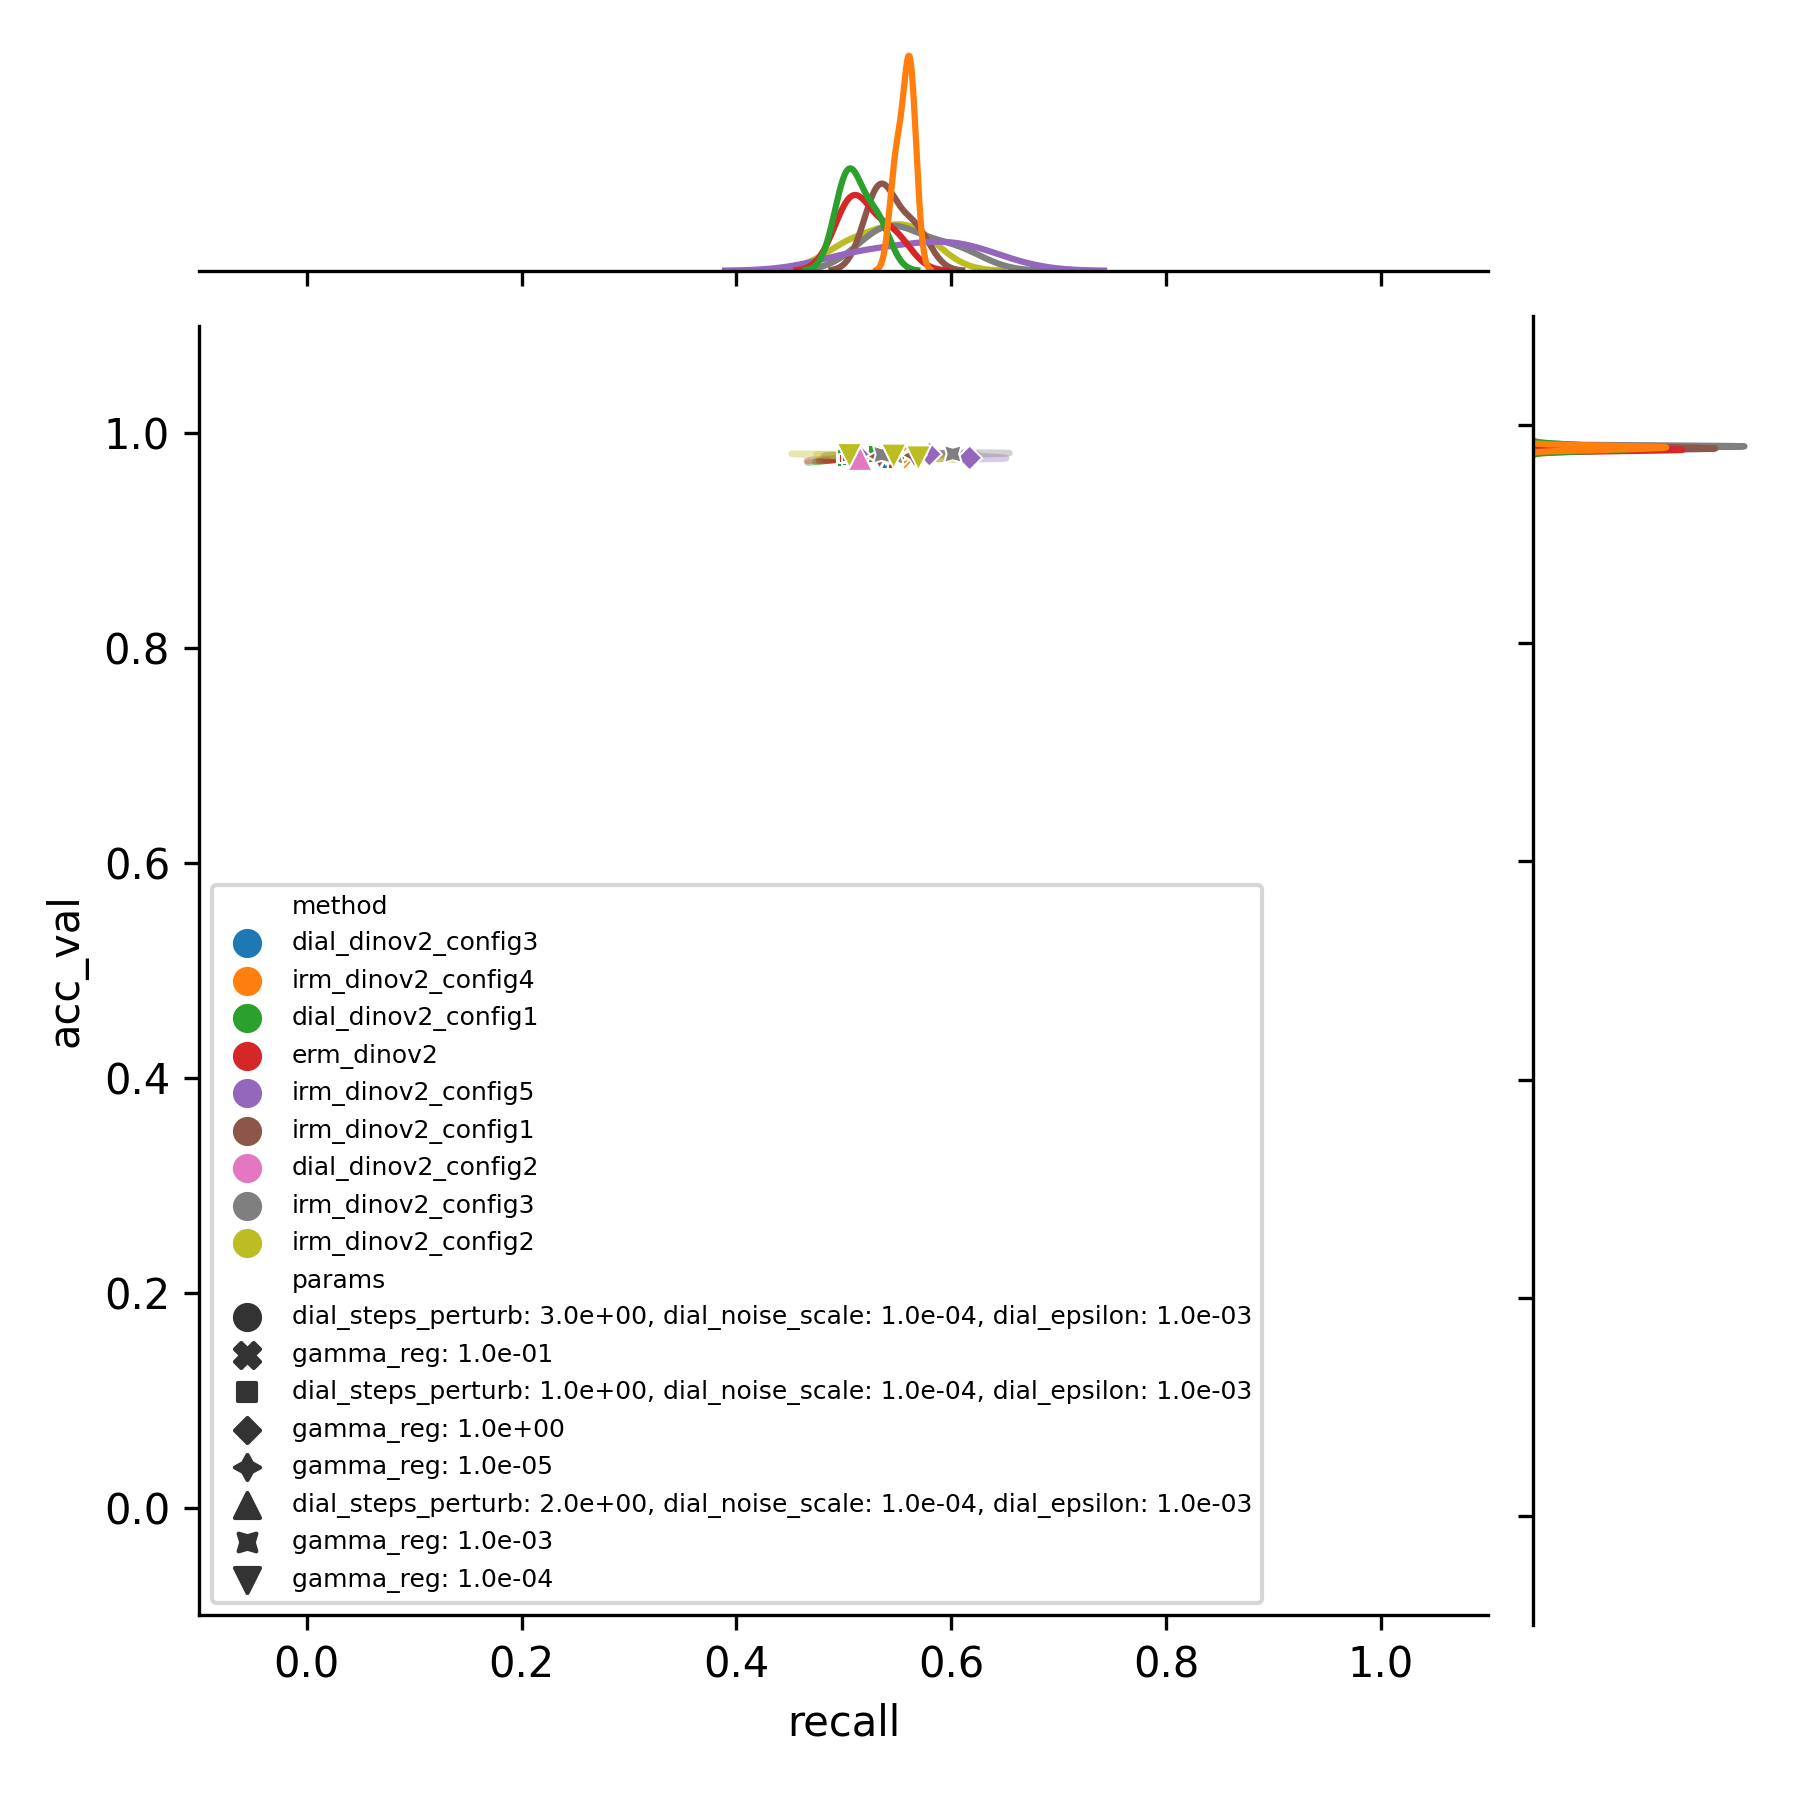 1.0
0.8
0.6
0.4
0.2
0.0
acc_val
method
dial_dinov2_config3
irm_dinov2_config4
dial_dinov2_config1
erm_dinov2
irm_dinov2_config5
irm_dinov2_config1
dial_dinov2_config2
irm_dinov2_config3
irm_dinov2_config2
params
dial_steps_perturb: 3.0e+00, dial_noise_scale: 1.0e-04, dial_epsilon: 1.0e-03
gamma_reg: 1.0e-01
dial_steps_perturb: 1.0e+00, dial_noise_scale: 1.0e-04, dial_epsilon: 1.0e-03
gamma_reg: 1.0e+00
gamma_reg: 1.0e-05
dial_steps_perturb: 2.0e+00, dial_noise_scale: 1.0e-04, dial_epsilon: 1.0e-03
gamma_reg: 1.0e-03
gamma_reg: 1.0e-04
0.0 0.2 0.4 0.6 0.8 1.0
recall